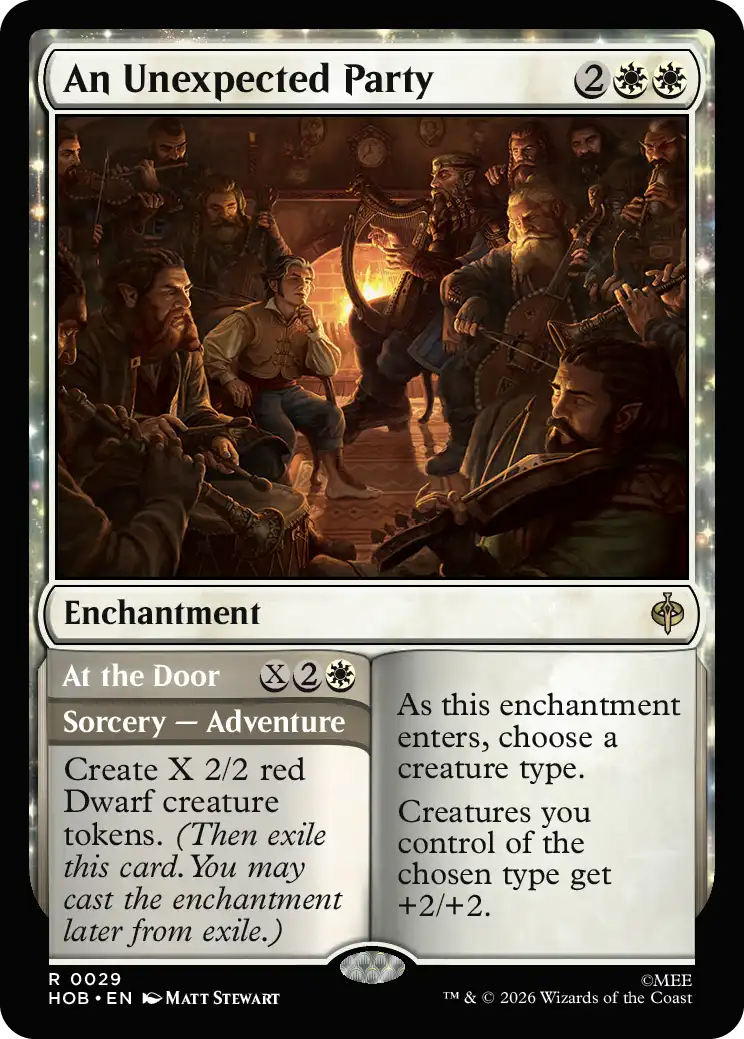 An Unexpected Party 2
Enchantment
At the Door X 2
Sorcery — Adventure
Create X 2/2 red
Dwarf creature
tokens. (Then exile
this card. You may
cast the enchantment
later from exile.)
As this enchantment
enters, choose a
creature type.
Creatures you
control of the
chosen type get
+2/+2.
R 0029
HOB • EN Matt Stewart
©MEE
™ & © 2026 Wizards of the Coast